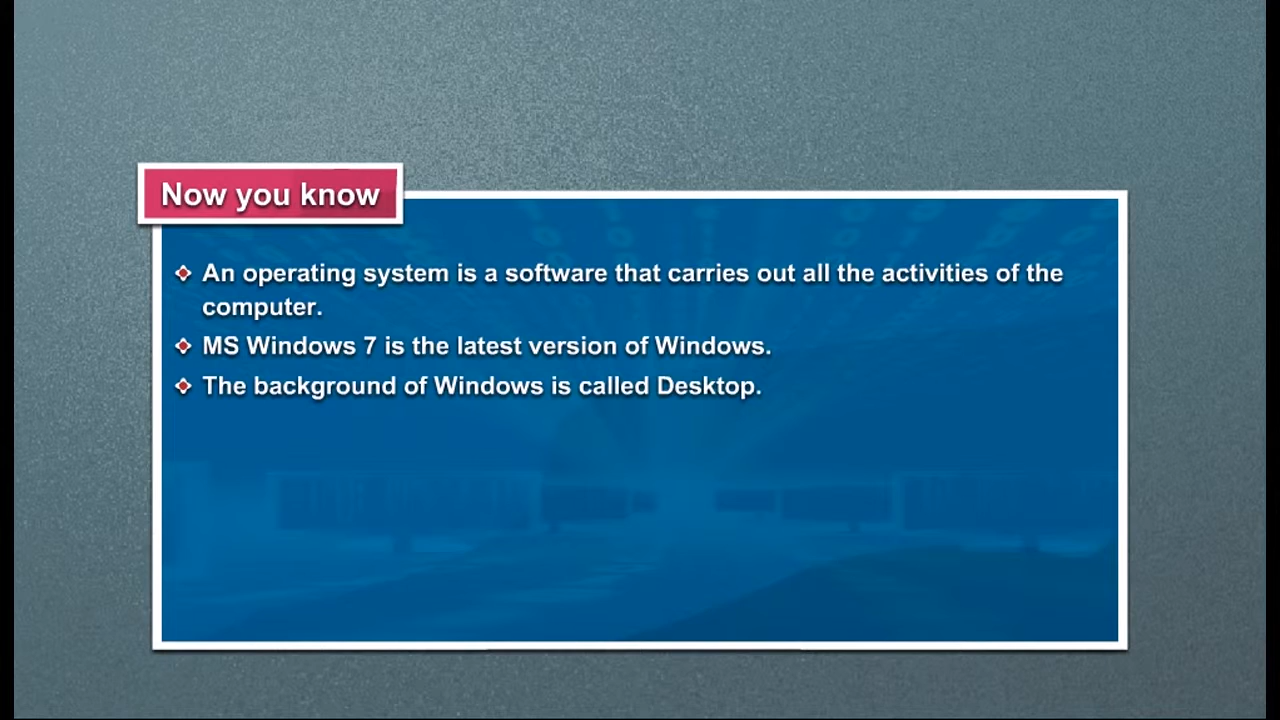 Now you know
An operating system is a software that carries out all the activities of the
computer.
MS Windows 7 is the latest version of Windows.
The background of Windows is called Desktop.